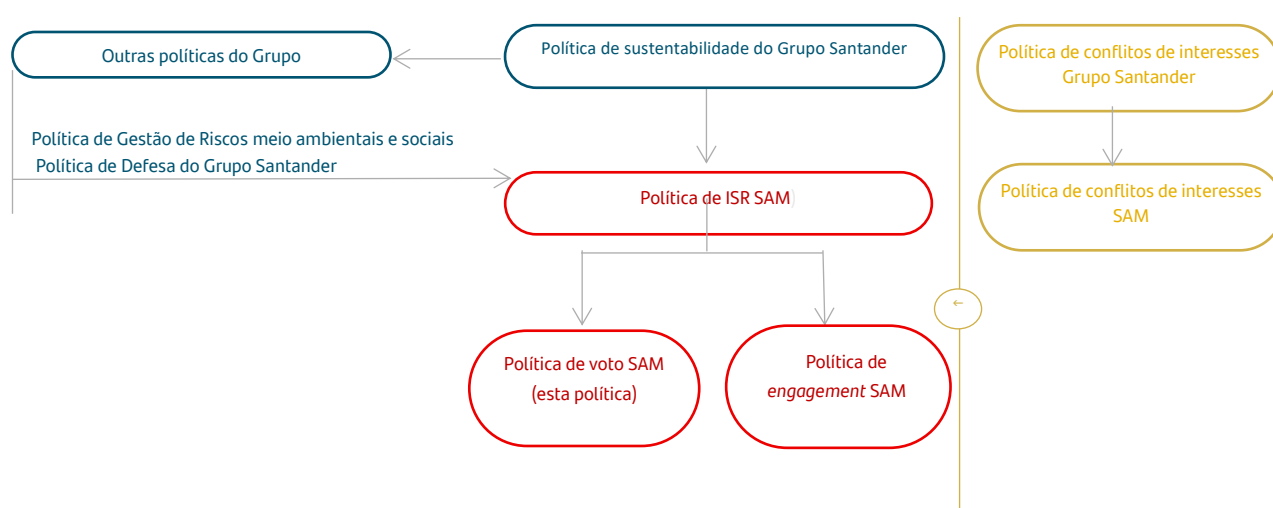 Outras políticas do Grupo
Política de sustentabilidade do Grupo Santander
Política de conflitos de interesses
Grupo Santander
Política de Gestão de Riscos meio ambientais e sociais
Política de Defesa do Grupo Santander
Política de ISR SAM
Política de conflitos de interesses
SAM
←
Política de voto SAM
(esta política)
Política de
engagement SAM